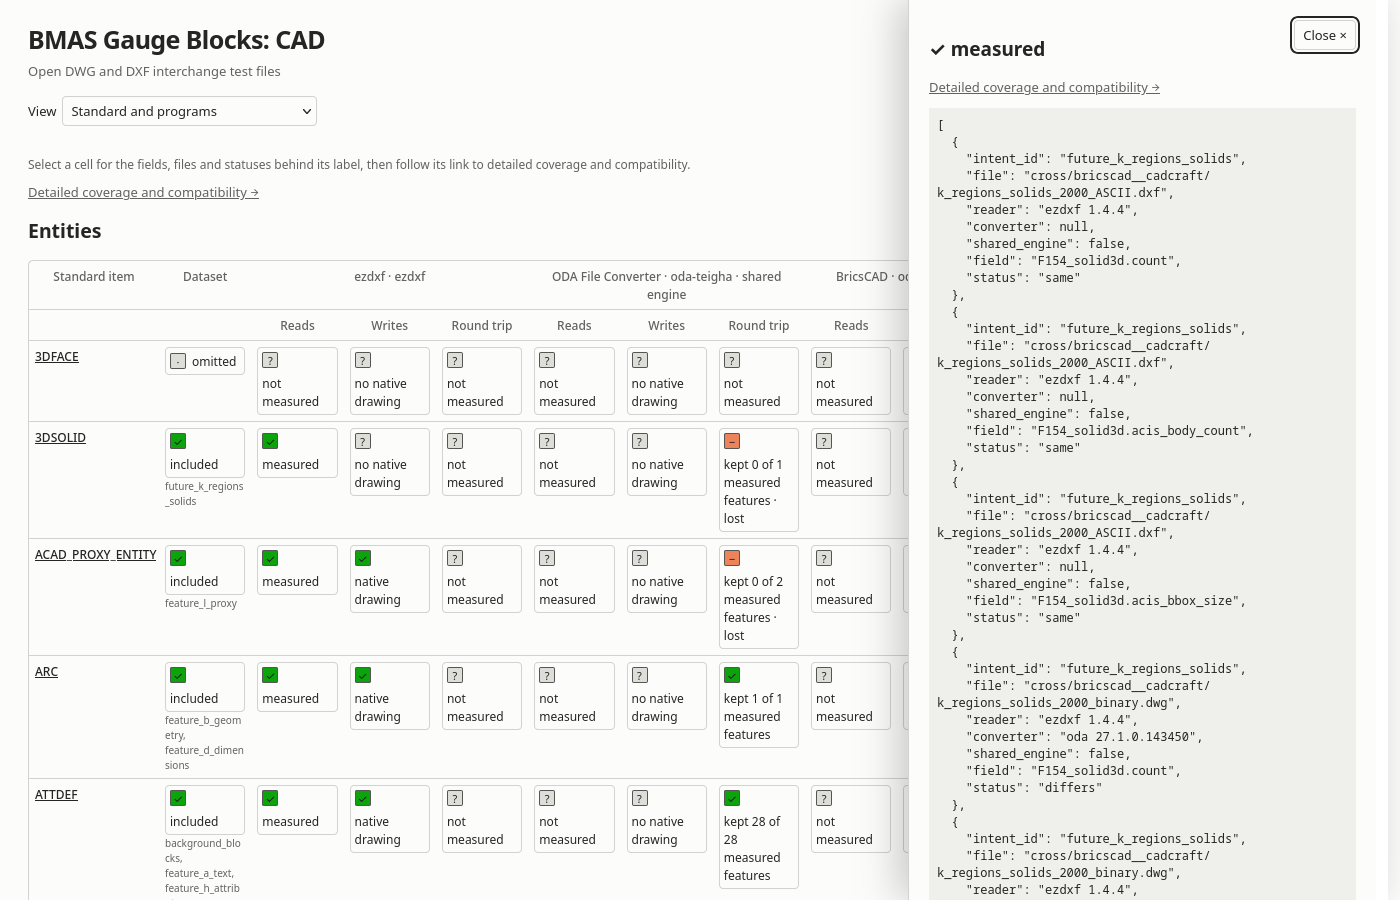 BMAS Gauge Blocks: CAD
Open DWG and DXF interchange test files
View Standard and programs
Select a cell for the fields, files and statuses behind its label, then follow its link to detailed coverage and compatibility.
Detailed coverage and compatibility →
Entities
Standard item Dataset ezdxf · ezdxf ODA File Converter · oda-teigha · shared
engine BricsCAD ·
Reads Writes Round trip Reads Writes Round trip Reads
3DFACE
· omitted
? not
measured
? no native
drawing
? not
measured
? not
measured
? no native
drawing
? not
measured
? not
measured
3DSOLID
✓ included
future_k_regions
_solids
✓ measured
? no native
drawing
? not
measured
? not
measured
? no native
drawing
– kept 0 of 1
measured
features ·
lost
? not
measured
ACAD_PROXY_ENTITY
✓ included
feature_l_proxy
✓ measured
✓ native
drawing
? not
measured
? not
measured
? no native
drawing
– kept 0 of 2
measured
features ·
lost
? not
measured
ARC
✓ included
feature_b_geom
etry,
feature_d_dimen
sions
✓ measured
✓ native
drawing
? not
measured
? not
measured
? no native
drawing
✓ kept 1 of 1
measured
features
? not
measured
ATTDEF
✓ included
background_blo
cks,
feature_a_text,
feature_h_attrib
✓ measured
✓ native
drawing
? not
measured
? not
measured
? no native
drawing
✓ kept 28 of
28
measured
features
? not
measured
Close ×
✓ measured
Detailed coverage and compatibility →
[
{
"intent_id": "future_k_regions_solids",
"file": "cross/bricscad__cadcraft/
k_regions_solids_2000_ASCII.dxf",
"reader": "ezdxf 1.4.4",
"converter": null,
"shared_engine": false,
"field": "F154_solid3d.count",
"status": "same"
},
{
"intent_id": "future_k_regions_solids",
"file": "cross/bricscad__cadcraft/
k_regions_solids_2000_ASCII.dxf",
"reader": "ezdxf 1.4.4",
"converter": null,
"shared_engine": false,
"field": "F154_solid3d.acis_body_count",
"status": "same"
},
{
"intent_id": "future_k_regions_solids",
"file": "cross/bricscad__cadcraft/
k_regions_solids_2000_ASCII.dxf",
"reader": "ezdxf 1.4.4",
"converter": null,
"shared_engine": false,
"field": "F154_solid3d.acis_bbox_size",
"status": "same"
},
{
"intent_id": "future_k_regions_solids",
"file": "cross/bricscad__cadcraft/
k_regions_solids_2000_binary.dwg",
"reader": "ezdxf 1.4.4",
"converter": "oda 27.1.0.143450",
"shared_engine": false,
"field": "F154_solid3d.count",
"status": "differs"
},
{
"intent_id": "future_k_regions_solids",
"file": "cross/bricscad__cadcraft/
k_regions_solids_2000_binary.dwg",
"reader": "ezdxf 1.4.4",